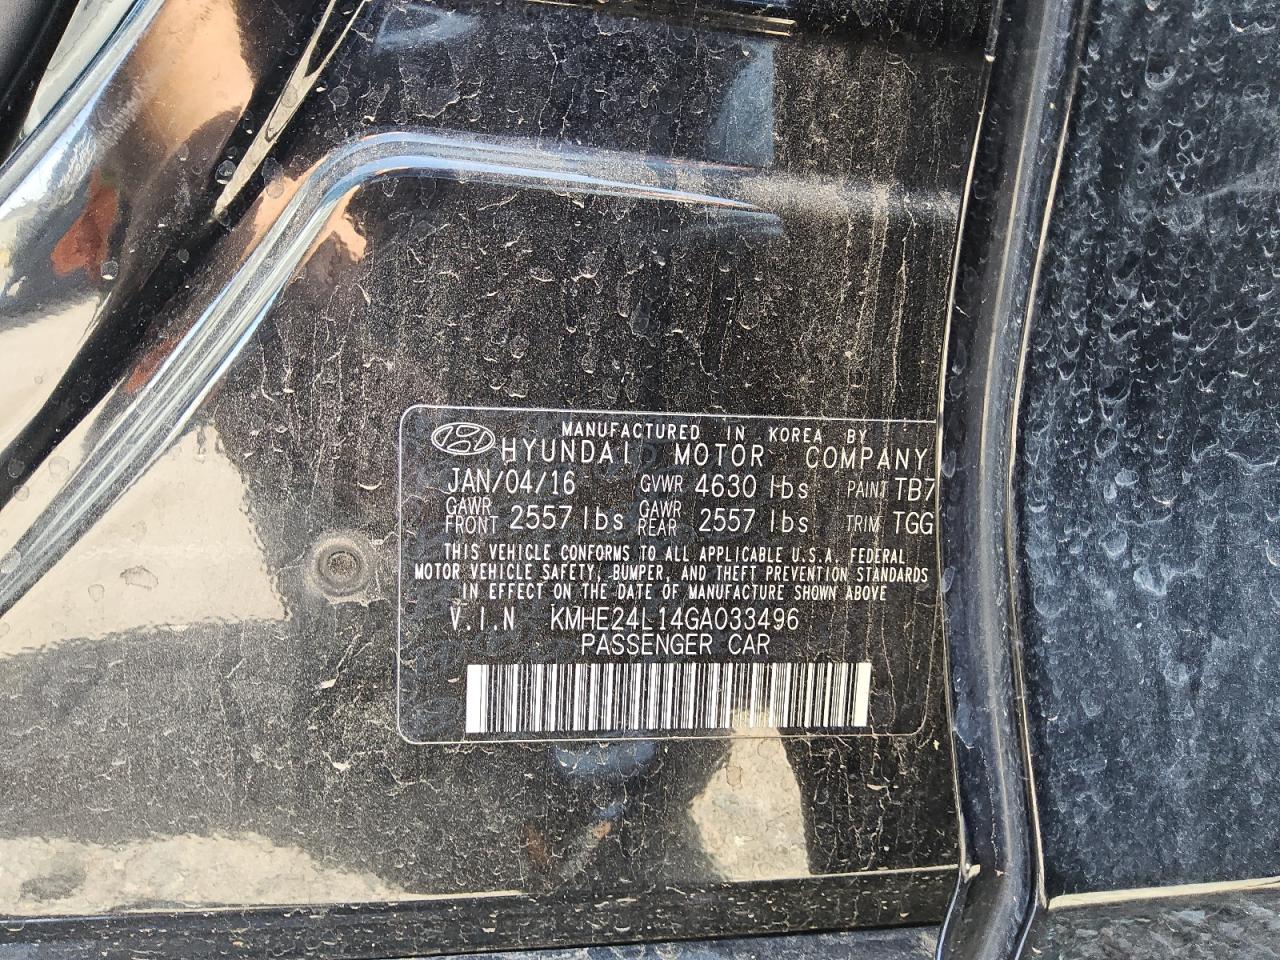 MANUFACTURED IN KOREA BY
HYUNDAI MOTOR COMPANY
JAN/04/16 GVWR 4630 lbs PAINT TB7
GAWR FRONT 2557 lbs GAWR REAR 2557 lbs TRIM TGG
THIS VEHICLE CONFORMS TO ALL APPLICABLE U.S.A. FEDERAL
MOTOR VEHICLE SAFETY, BUMPER, AND THEFT PREVENTION STANDARDS
IN EFFECT ON THE DATE OF MANUFACTURE SHOWN ABOVE
V.I.N KMHE24L14GA033496
PASSENGER CAR